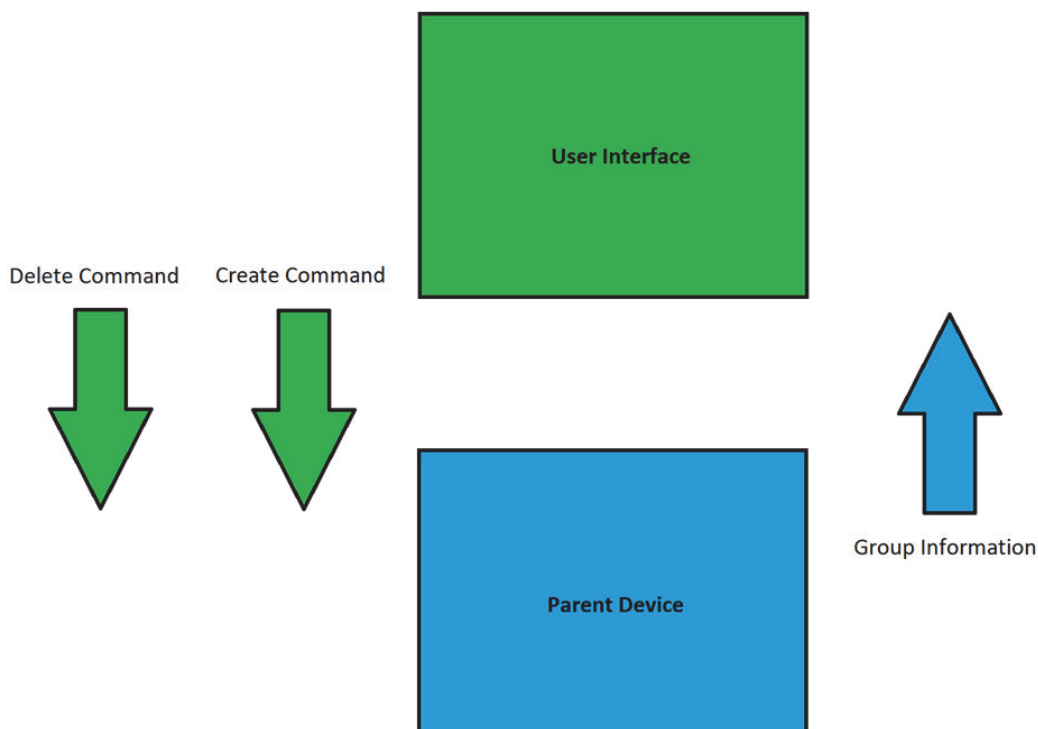 User Interface
Delete Command
Create Command
Group Information
Parent Device